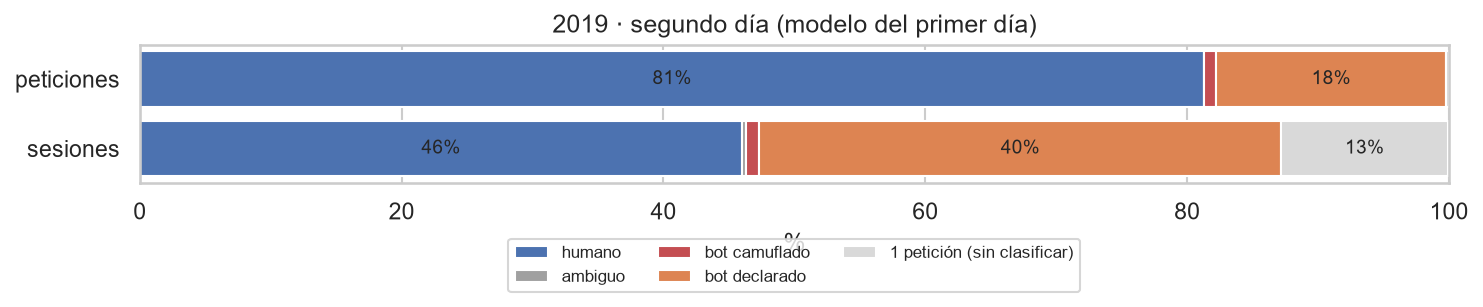 2019 · segundo día (modelo del primer día)
peticiones
81%
18%
sesiones
46%
40%
13%
0
20
40
60
80
100
%
humano
bot camuflado
1 petición (sin clasificar)
ambiguo
bot declarado